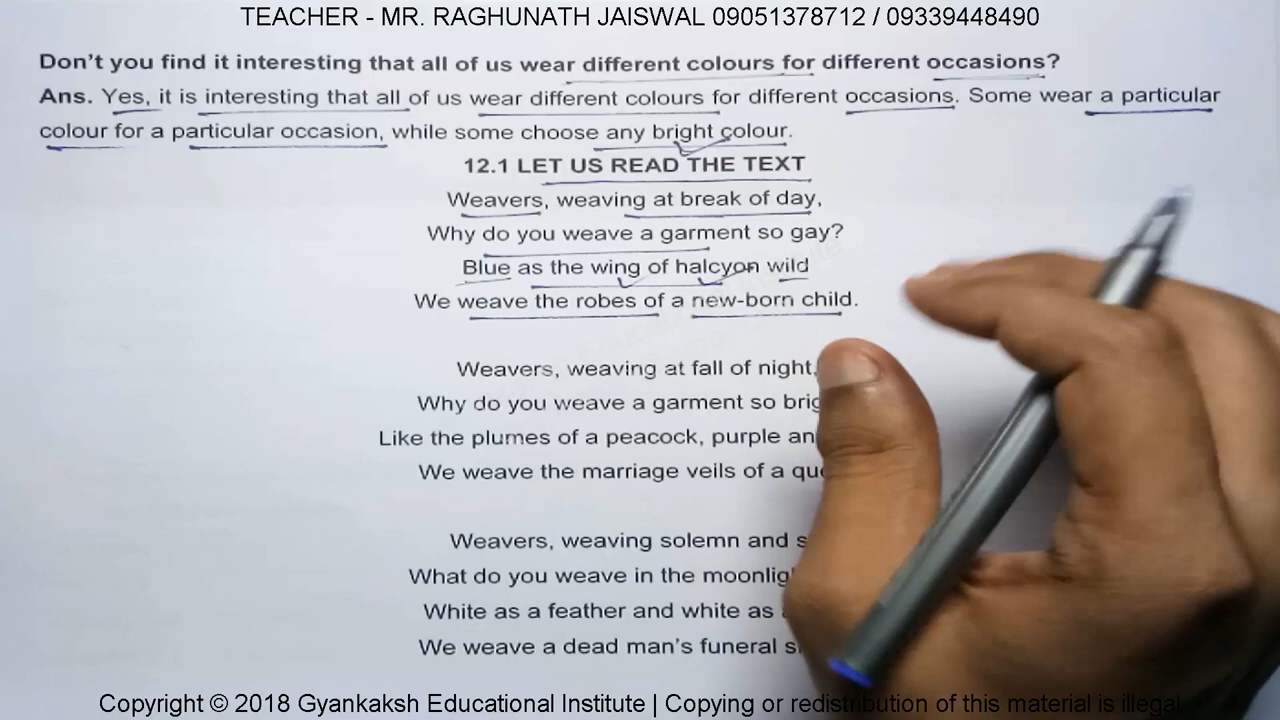 TEACHER - MR. RAGHUNATH JAISWAL 09051378712 / 09339448490
Don't you find it interesting that all of us wear different colours for different occasions?
Ans. Yes, it is interesting that all of us wear different colours for different occasions. Some wear a particular
colour for a particular occasion, while some choose any bright colour.
12.1 LET US READ THE TEXT
Weavers, weaving at break of day,
Why do you weave a garment so gay?
Blue as the wing of halcyon wild
We weave the robes of a new-born child.
Weavers, weaving at fall of night,
Why do you weave a garment so
Like the plumes of a peacock, purple
We weave the marriage veils of a
Weavers, weaving solemn and
What do you weave in the
White as a feather and white as
We weave a dead man's funeral
Copyright © 2018 Gyankaksh Educational Institute | Copying or redistribution of this material is illegal